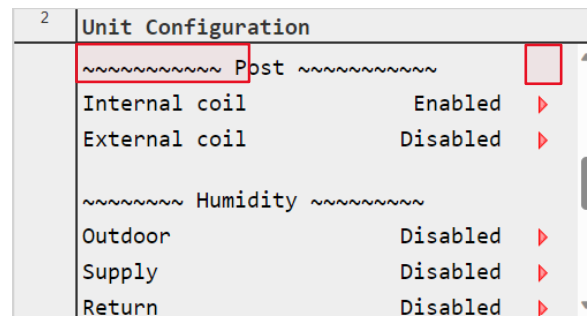 2
Unit Configuration
~~~~~~~~~~~ Post ~~~~~~~~~~~
Internal coil Enabled
External coil Disabled
~~~~~~~~ Humidity ~~~~~~~~~
Outdoor Disabled
Supply Disabled
Return Disabled